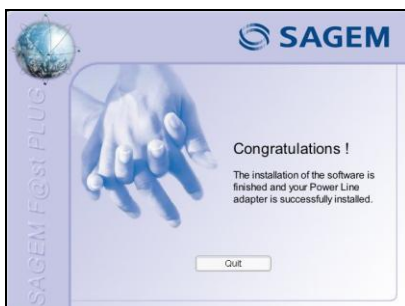 SAGEM
SAGEM F@st PLUG
Congratulations !
The installation of the software is
finished and your Power Line
adapter is successfully installed.
Quit